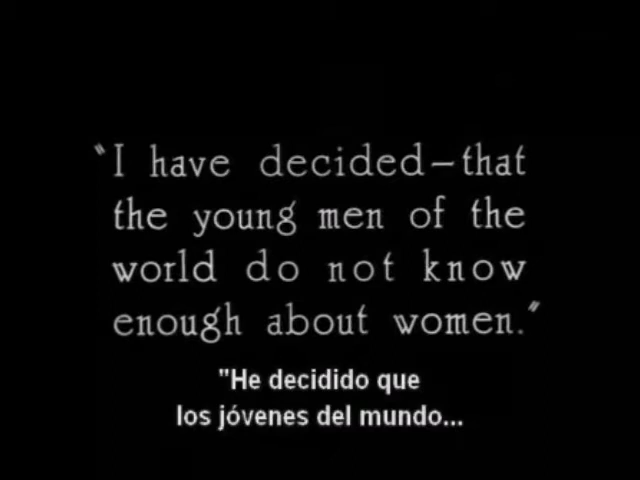 “I have decided—that
the young men of the
world do not know
enough about women.”
"He decidido que
los jóvenes del mundo...